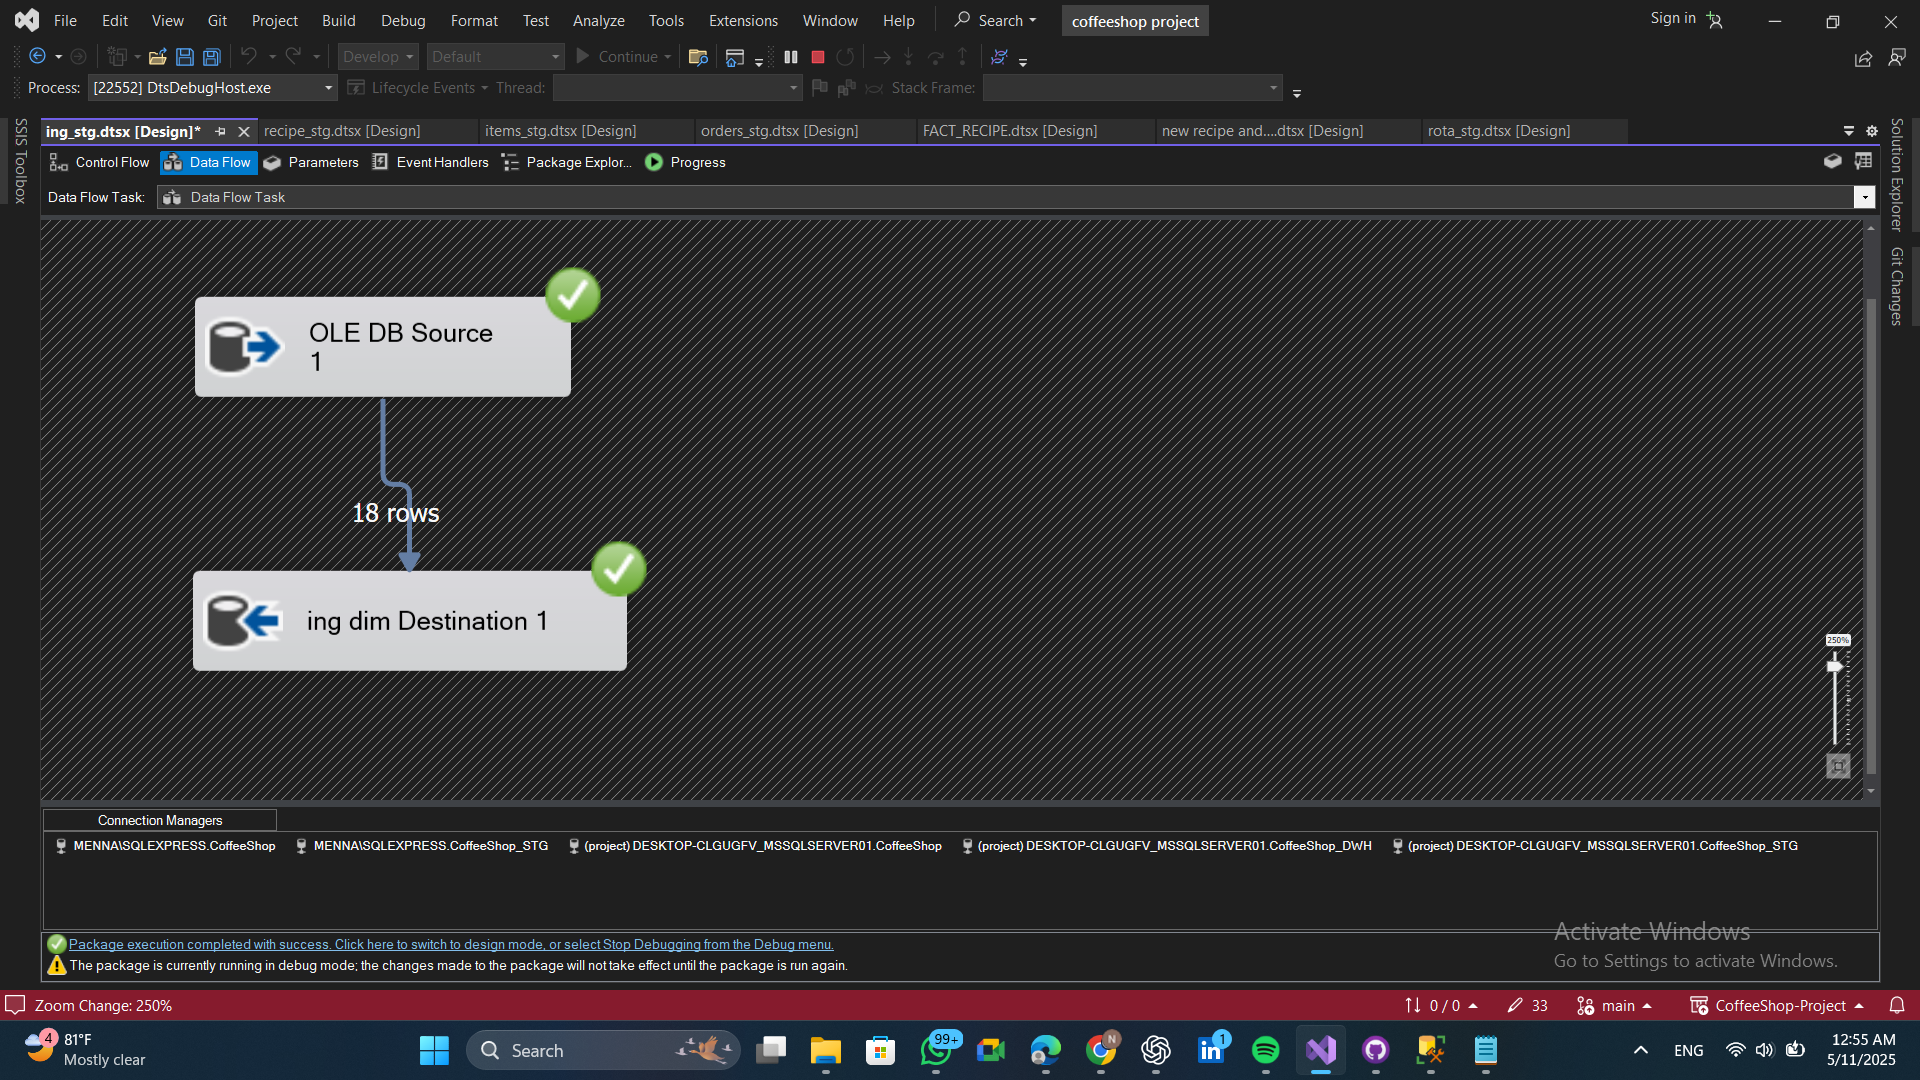 File Edit View Git Project Build Debug Format Test Analyze Tools Extensions Window Help Search coffeeshop project Sign in
Develop Default Continue
Process: [22552] DtsDebugHost.exe Lifecycle Events Thread: Stack Frame:
SSIS Toolbox
ing_stg.dtsx [Design]* recipe_stg.dtsx [Design] items_stg.dtsx [Design] orders_stg.dtsx [Design] FACT_RECIPE.dtsx [Design] new recipe and....dtsx [Design] rota_stg.dtsx [Design]
Control Flow Data Flow Parameters Event Handlers Package Explor... Progress
Data Flow Task: Data Flow Task
Solution Explorer
Git Changes
OLE DB Source
1
18 rows
ing dim Destination 1
250%
Connection Managers
MENNA\SQLEXPRESS.CoffeeShop MENNA\SQLEXPRESS.CoffeeShop_STG (project) DESKTOP-CLGUGFV_MSSQLSERVER01.CoffeeShop (project) DESKTOP-CLGUGFV_MSSQLSERVER01.CoffeeShop_DWH (project) DESKTOP-CLGUGFV_MSSQLSERVER01.CoffeeShop_STG
Activate Windows
Go to Settings to activate Windows.
Package execution completed with success. Click here to switch to design mode, or select Stop Debugging from the Debug menu.
The package is currently running in debug mode; the changes made to the package will not take effect until the package is run again.
Zoom Change: 250% 0 / 0 33 main CoffeeShop-Project
4 81°F
Mostly clear
Search
99+
N
1
ENG
12:55 AM
5/11/2025